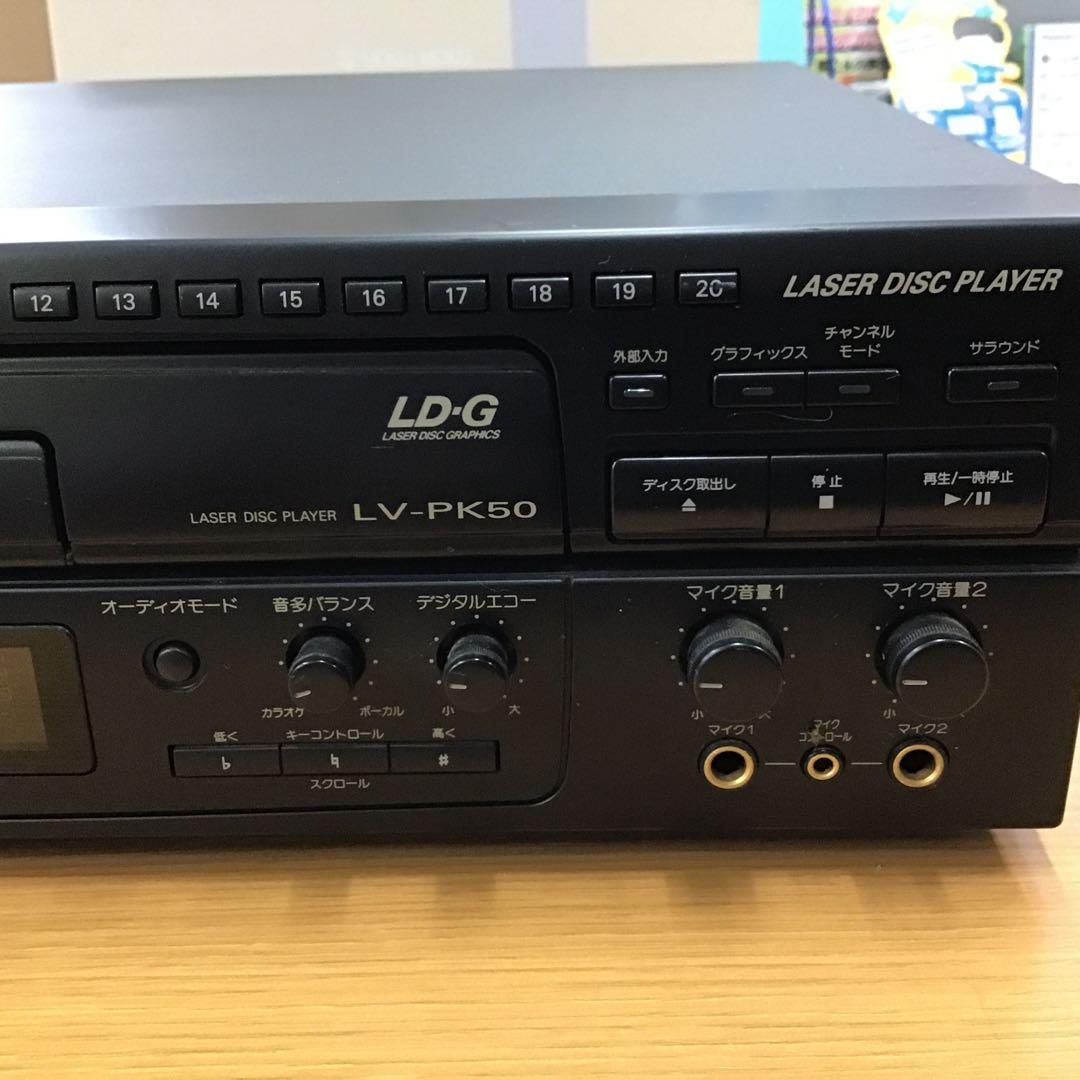 12 13 14 15 16 17 18 19 20
LASER DISC PLAYER
外部入力
グラフィックス
チャンネル
モード
サラウンド
LD·G
LASER DISC GRAPHICS
LASER DISC PLAYER LV-PK50
ディスク取出し
停止
再生/一時停止
オーディオモード
音多バランス
デジタルエコー
マイク音量1
マイク音量2
カラオケ
ボーカル
小
大
小
小
低く
キーコントロール
高く
♭
♮
♯
スクロール
マイク1
マイク
コントロール
マイク2